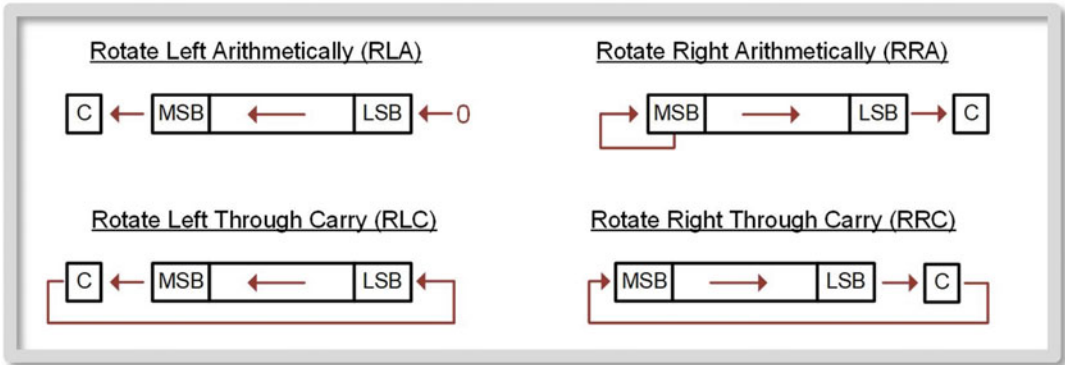 Rotate Left Arithmetically (RLA)
C MSB LSB 0
Rotate Right Arithmetically (RRA)
MSB LSB C
Rotate Left Through Carry (RLC)
C MSB LSB
Rotate Right Through Carry (RRC)
MSB LSB C